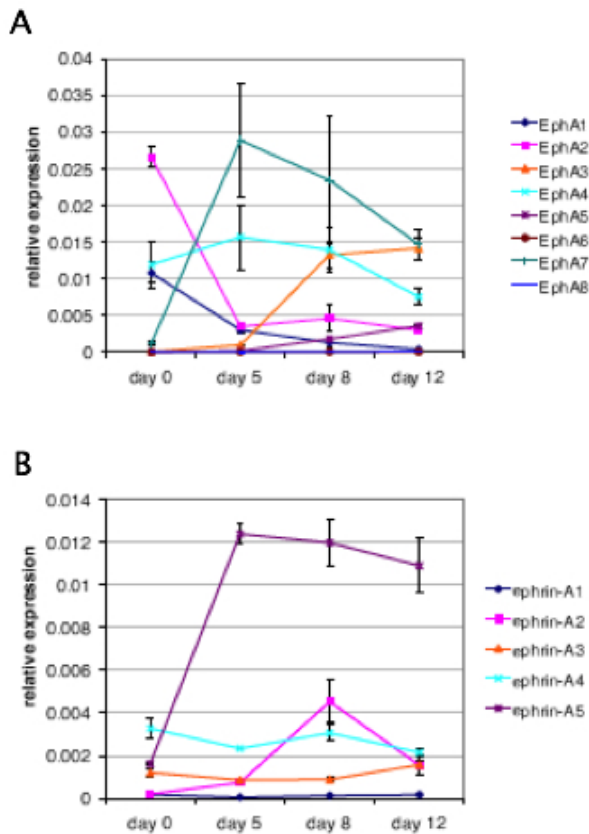 A
relative expression
0.04
0.035
0.03
0.025
0.02
0.015
0.01
0.005
0
day 0 day 5 day 8 day 12
EphA1
EphA2
EphA3
EphA4
EphA5
EphA6
EphA7
EphA8
B
relative expression
0.014
0.012
0.01
0.008
0.006
0.004
0.002
0
day 0 day 5 day 8 day 12
ephrin-A1
ephrin-A2
ephrin-A3
ephrin-A4
ephrin-A5